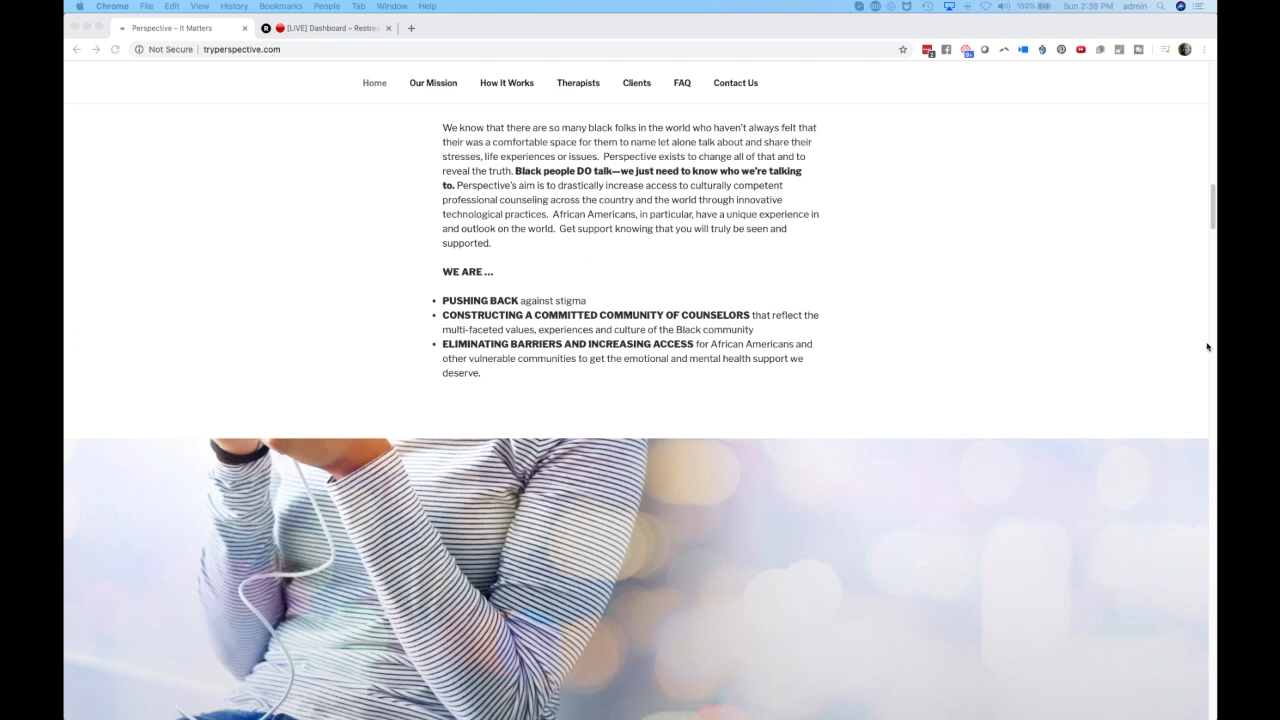 Chrome File Edit View History Bookmarks People Tab Window Help 100% Sun 2:38 PM admin
Perspective – It Matters [LIVE] Dashboard – Restrea
Not Secure tryperspective.com
Home Our Mission How It Works Therapists Clients FAQ Contact Us
We know that there are so many black folks in the world who haven't always felt that
their was a comfortable space for them to name let alone talk about and share their
stresses, life experiences or issues. Perspective exists to change all of that and to
reveal the truth. Black people DO talk—we just need to know who we're talking
to. Perspective's aim is to drastically increase access to culturally competent
professional counseling across the country and the world through innovative
technological practices. African Americans, in particular, have a unique experience in
and outlook on the world. Get support knowing that you will truly be seen and
supported.
WE ARE …
• PUSHING BACK against stigma
• CONSTRUCTING A COMMITTED COMMUNITY OF COUNSELORS that reflect the
multi-faceted values, experiences and culture of the Black community
• ELIMINATING BARRIERS AND INCREASING ACCESS for African Americans and
other vulnerable communities to get the emotional and mental health support we
deserve.